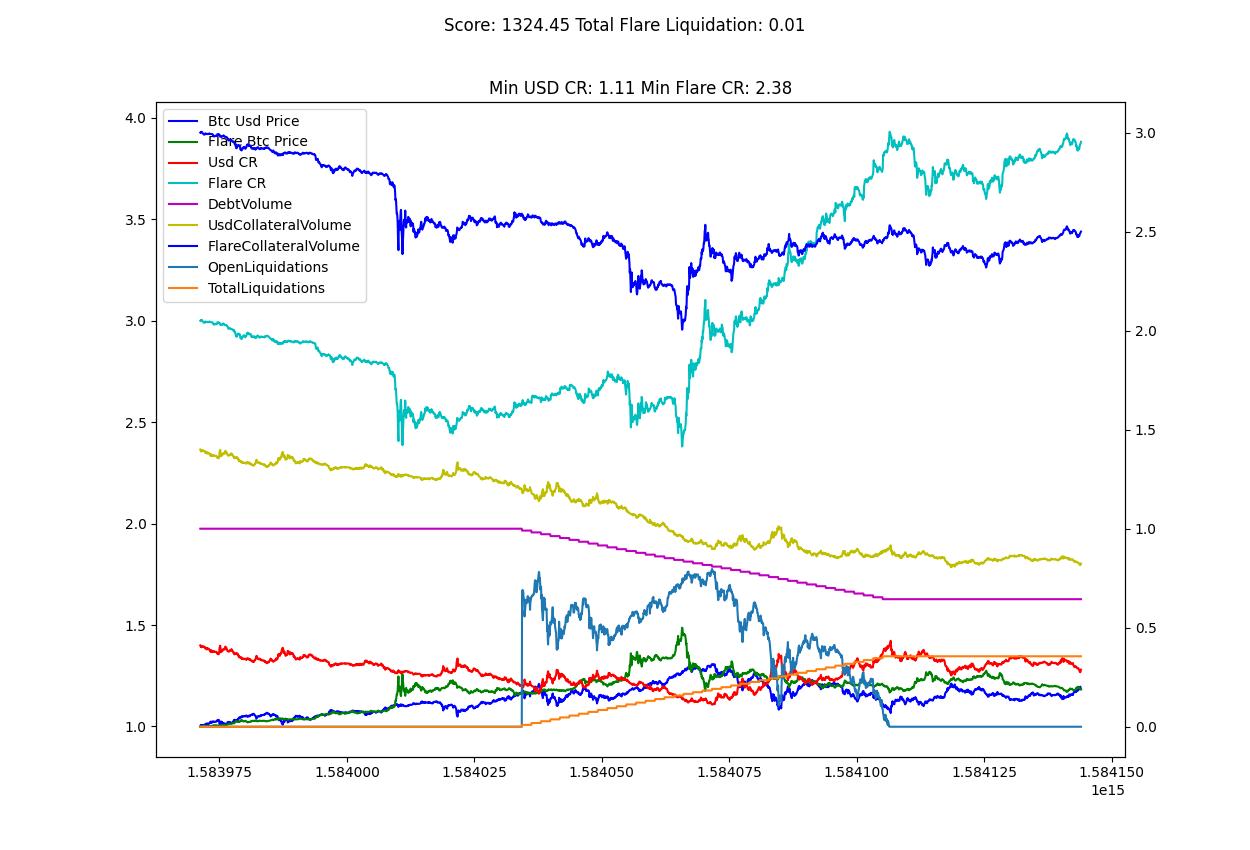 Score: 1324.45 Total Flare Liquidation: 0.01
Min USD CR: 1.11 Min Flare CR: 2.38
Btc Usd Price
Flare Btc Price
Usd CR
Flare CR
DebtVolume
UsdCollateralVolume
FlareCollateralVolume
OpenLiquidations
TotalLiquidations
4.0
3.5
3.0
2.5
2.0
1.5
1.0
3.0
2.5
2.0
1.5
1.0
0.5
0.0
1.583975 1.584000 1.584025 1.584050 1.584075 1.584100 1.584125 1.584150
1e15